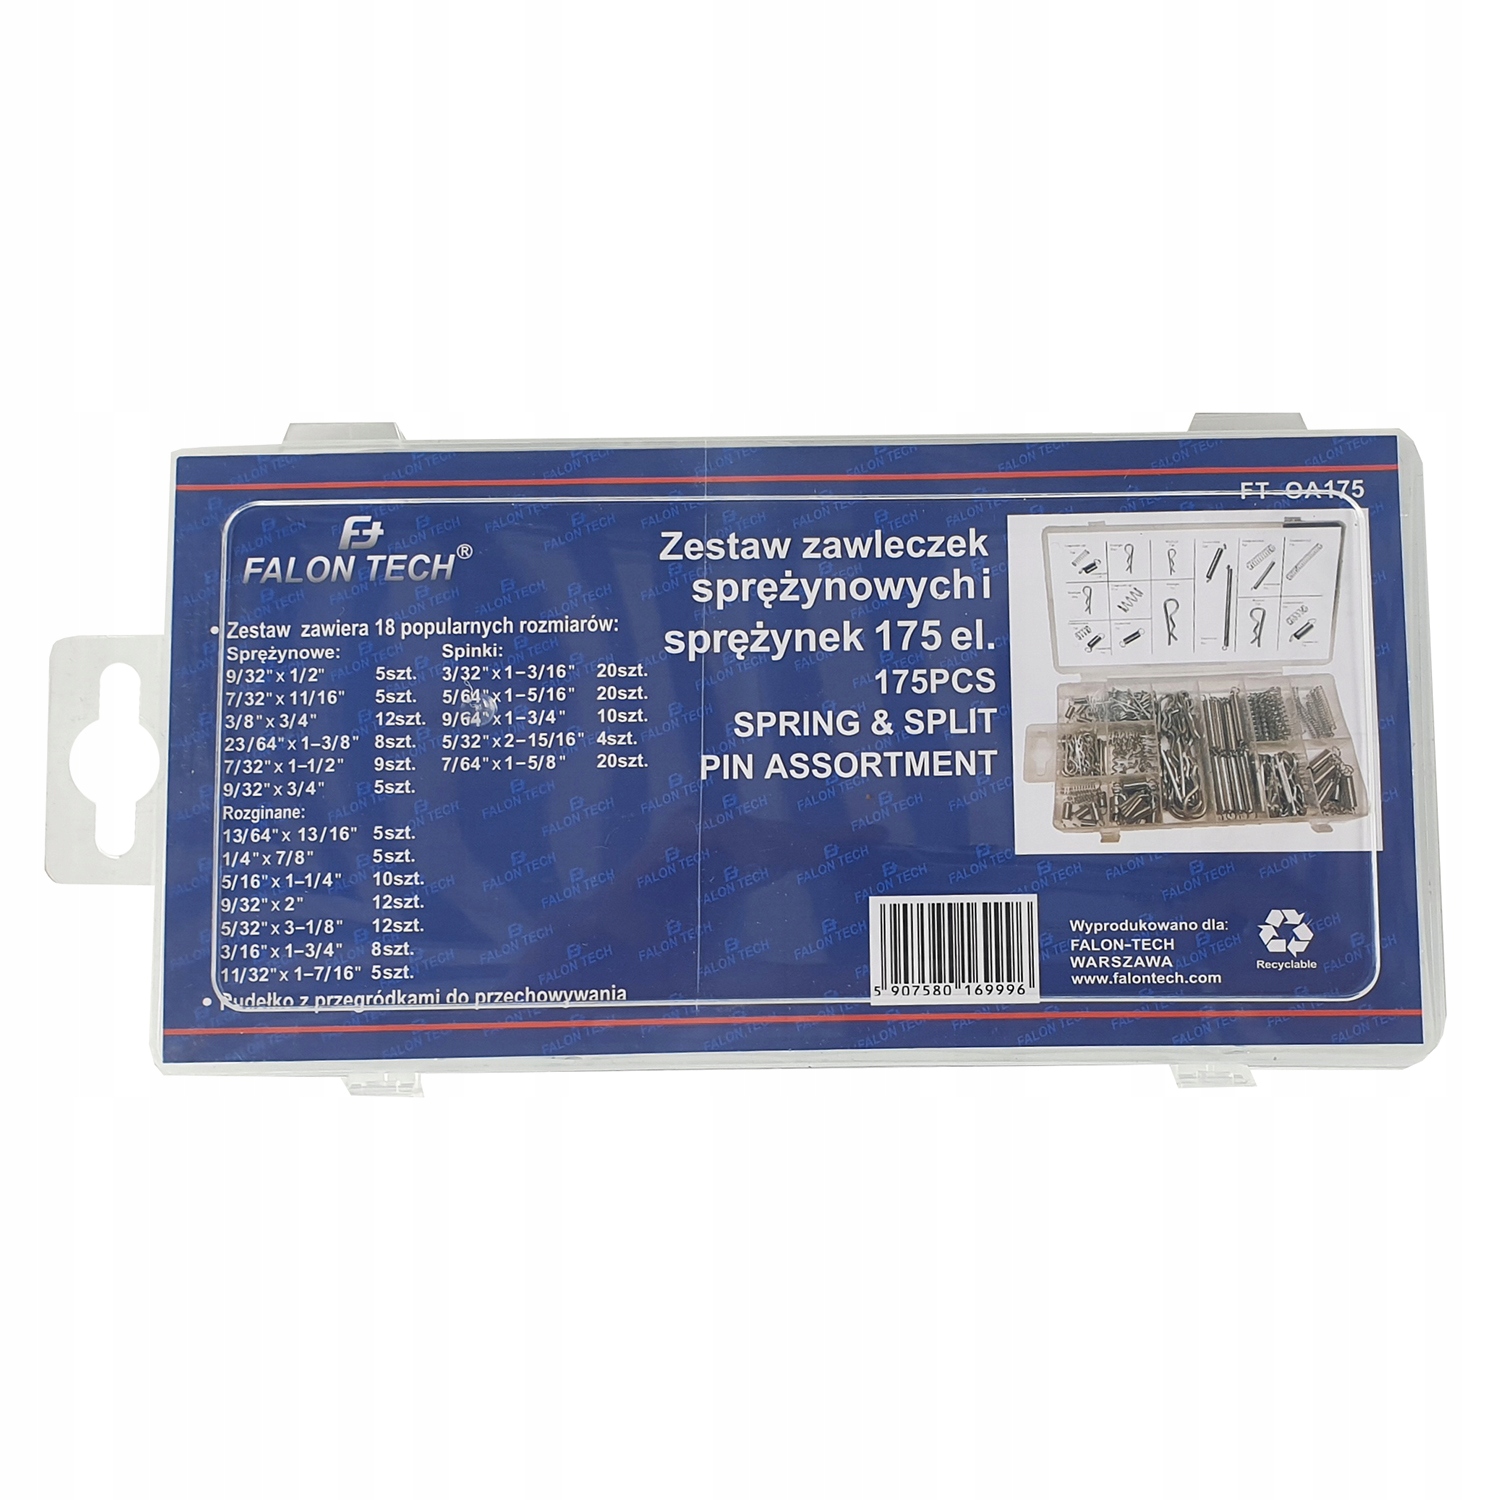 FT-OA175
FALON TECH®
Zestaw zawleczek
sprężynowych i
sprężynek 175 el.
175PCS
SPRING & SPLIT
PIN ASSORTMENT
• Zestaw zawiera 18 popularnych rozmiarów:
Sprężynowe:
9/32"x 1/2" 5szt.
7/32"x 11/16" 5szt.
3/8"x 3/4" 12szt.
23/64"x 1-3/8" 8szt.
7/32"x 1-1/2" 9szt.
9/32"x 3/4" 5szt.
Spinki:
3/32"x1-3/16" 20szt.
5/64"x1-5/16" 20szt.
9/64"x1-3/4" 10szt.
5/32"x2-15/16" 4szt.
7/64"x1-5/8" 20szt.
Rozginane:
13/64"x 13/16" 5szt.
1/4"x 7/8" 5szt.
5/16"x 1-1/4" 10szt.
9/32"x 2" 12szt.
5/32"x 3-1/8" 12szt.
3/16"x 1-3/4" 8szt.
11/32"x 1-7/16" 5szt.
• Pudełko z przegródkami do przechowywania
5 907580 169996
Wyprodukowano dla:
FALON-TECH
WARSZAWA
www.falontech.com
Recyclable